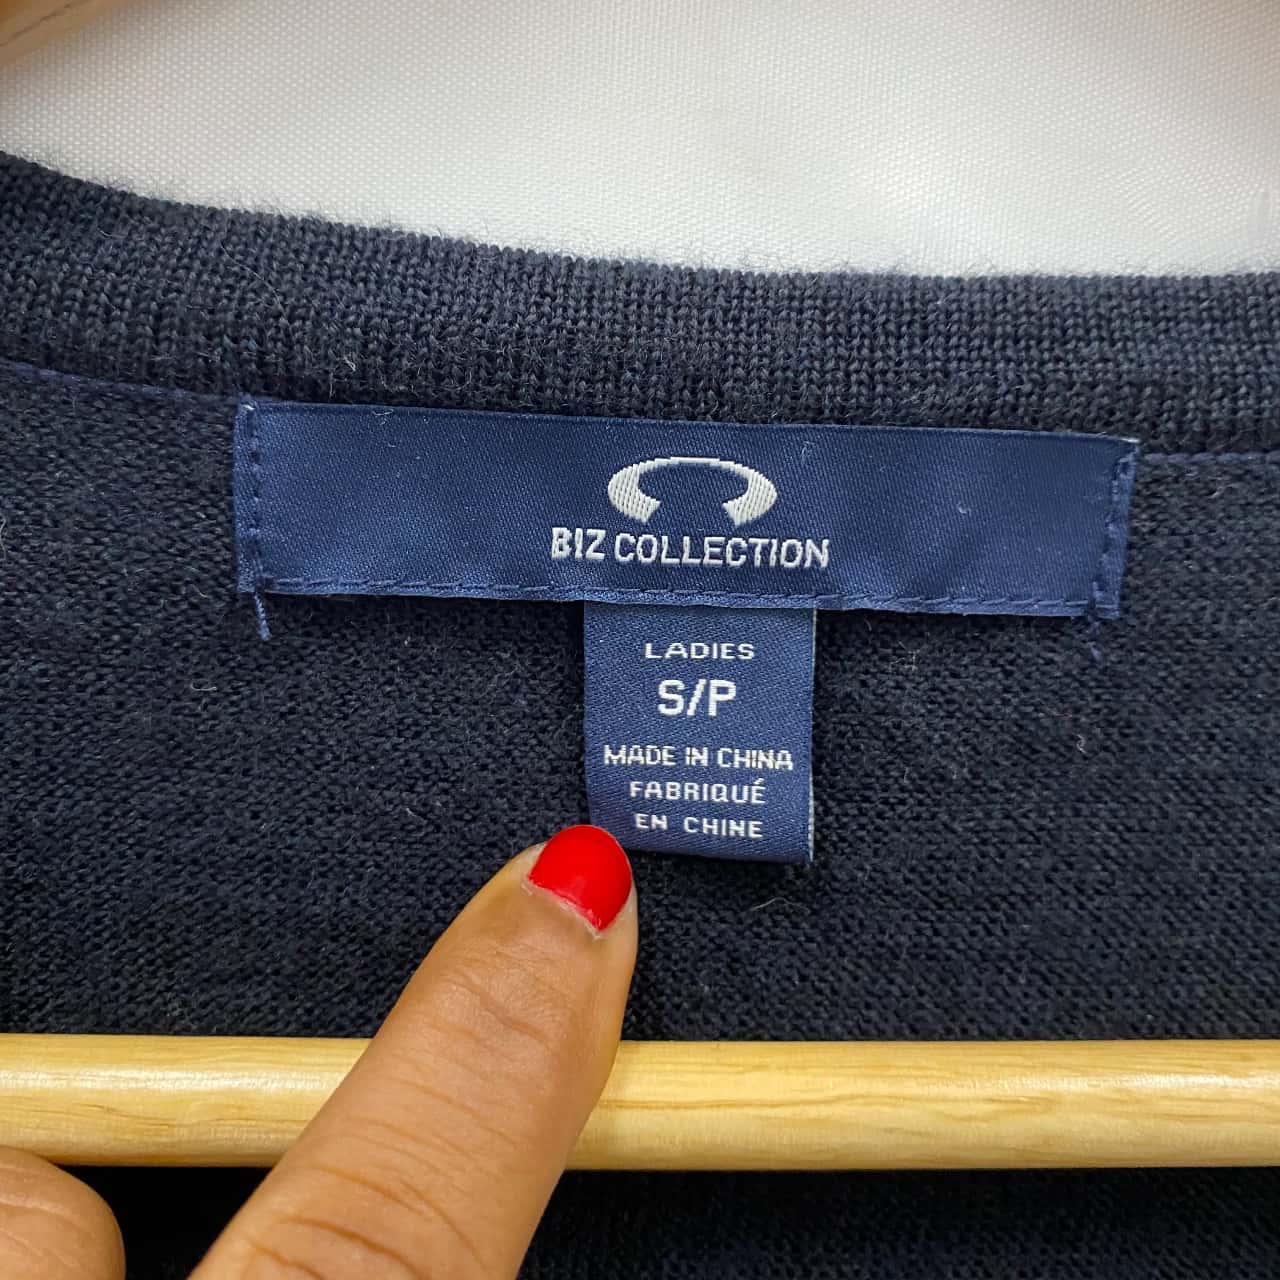 BIZ COLLECTION
LADIES
S/P
MADE IN CHINA
FABRIQUÉ
EN CHINE